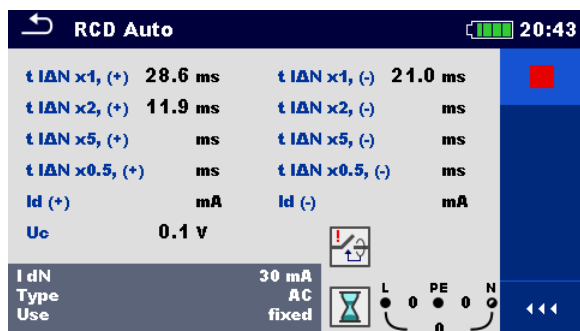 RCD Auto 20:43
t IΔN x1, (+) 28.6 ms t IΔN x1, (-) 21.0 ms
t IΔN x2, (+) 11.9 ms t IΔN x2, (-) ms
t IΔN x5, (+) ms t IΔN x5, (-) ms
t IΔN x0.5, (+) ms t IΔN x0.5, (-) ms
Id (+) mA Id (-) mA
Uc 0.1 V
!
I dN 30 mA
Type AC
Use fixed
L PE N
0 0
0